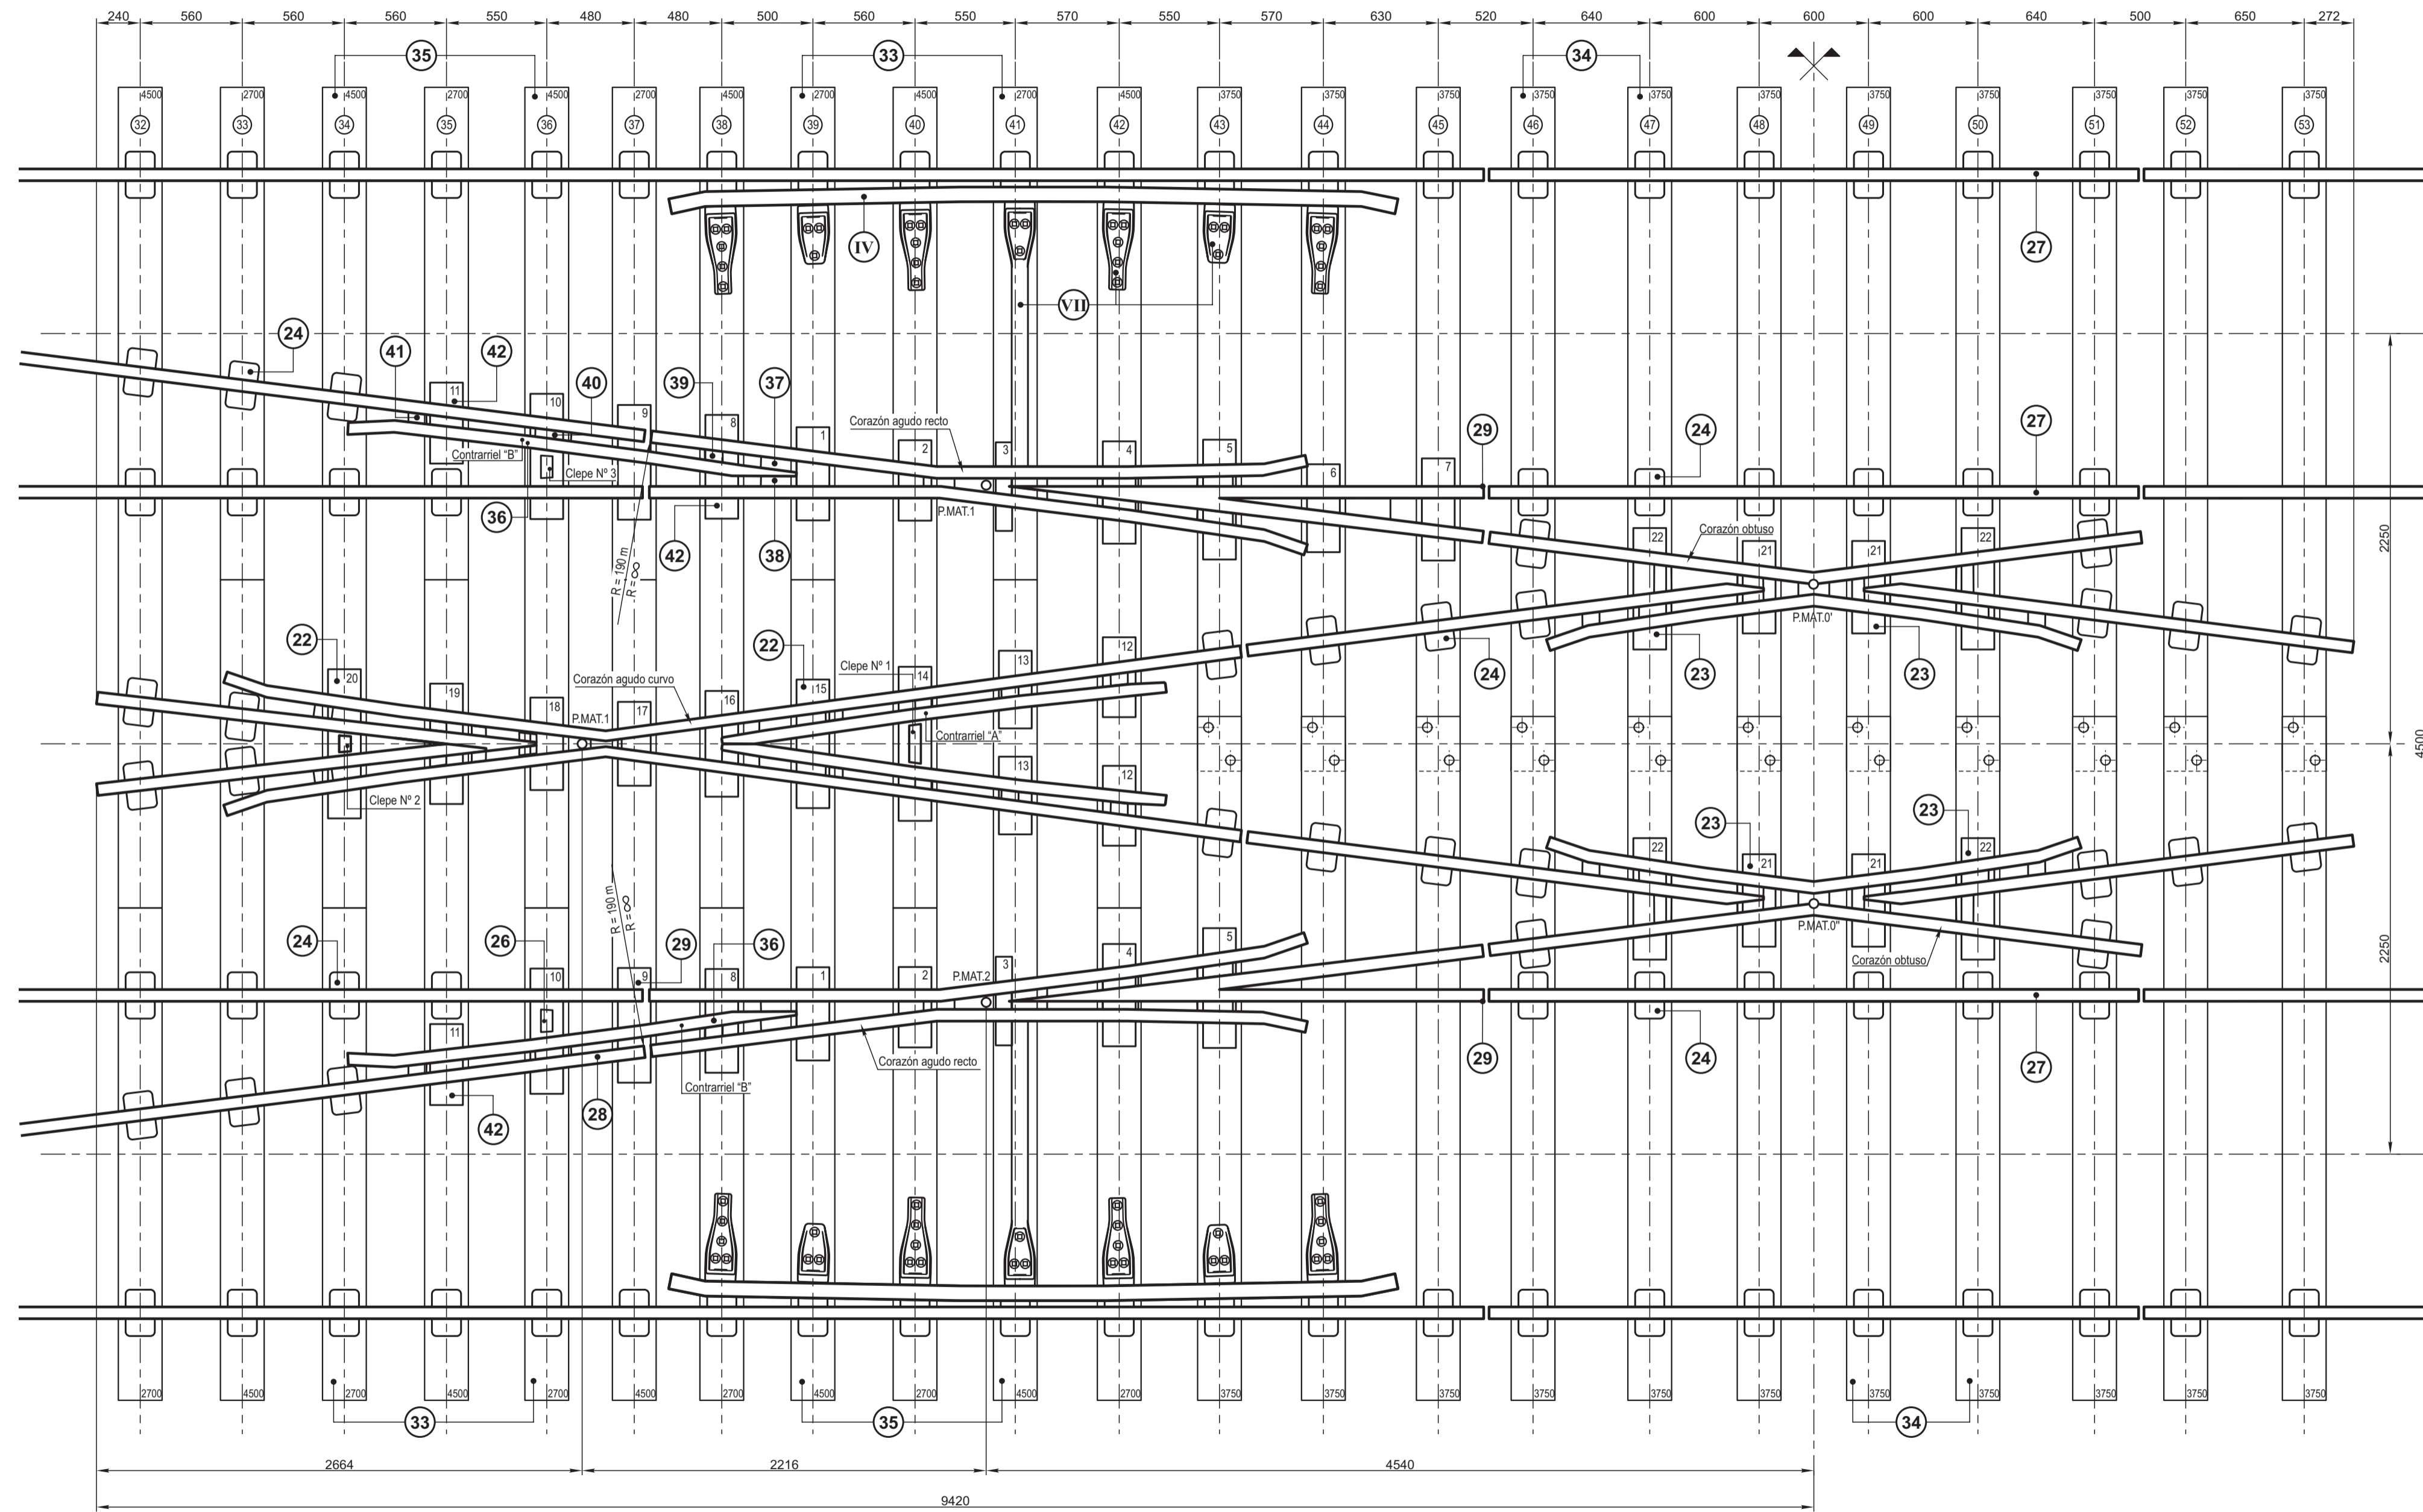 240 560 560 560 550 480 480 500 560 550 570 550 570 630 520 640 600 600 600 640 500 650 272
35 33 34
4500 2700 4500 2700 4500 2700 4500 2700 4500 2700 4500 3750 3750 3750 3750 3750 3750 3750 3750 3750 3750 3750
32 33 34 35 36 37 38 39 40 41 42 43 44 45 46 47 48 49 50 51 52 53
27
IV 27
VII
24
41 42
40 39 37
11 10 9 8 1 2 3 4 5 6 7
Corazón agudo recto
29 24 27
Contrarriel "B"
Clepe Nº 3
36 P.MAT.1
42 38
Corazón obtuso
22 21 21 22
R = 190 m
R = ∞
2250
P.MAT.0'
22 22
Clepe Nº 1
12
13
14
24 23 23
Corazón agudo curvo
20 19 18 17 16 15
P.MAT.1
Contrarriel "A"
4500
13 12
Clepe Nº 2
23 23
22 21 21 22
R = 190 m
R = ∞
P.MAT.0"
24 26 29 36
5
4
3
P.MAT.2
10 9 8 1 2
Corazón obtuso
2250
11
Corazón agudo recto
29 24 27
Contrarriel "B"
28
42
2700 4500 2700 4500 2700 4500 2700 4500 2700 4500 2700 3750 3750 3750 3750 3750 3750 3750 3750 3750 3750 3750
33 35 34
2664 2216 4540
9420